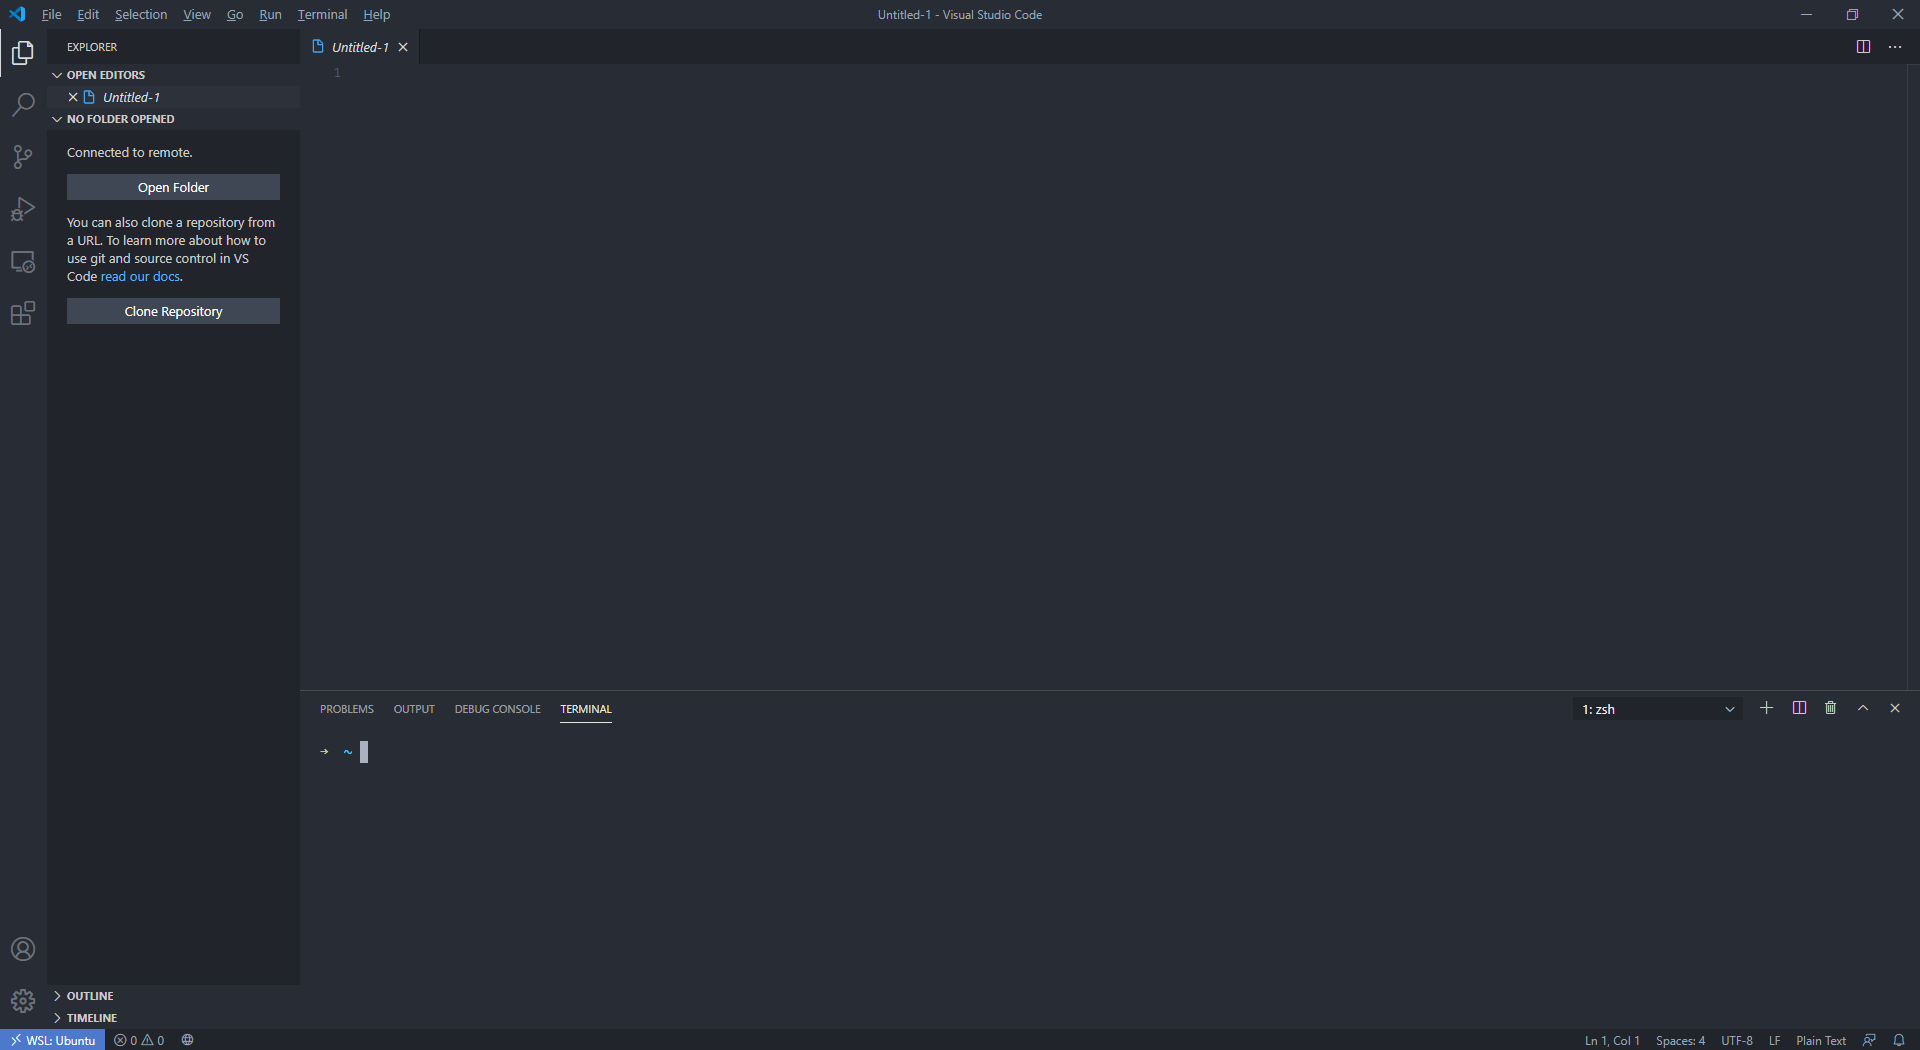 File Edit Selection View Go Run Terminal Help
Untitled-1 - Visual Studio Code
EXPLORER
OPEN EDITORS
Untitled-1
NO FOLDER OPENED
Connected to remote.
Open Folder
You can also clone a repository from
a URL. To learn more about how to
use git and source control in VS
Code read our docs.
Clone Repository
OUTLINE
TIMELINE
Untitled-1
1
PROBLEMS OUTPUT DEBUG CONSOLE TERMINAL
1: zsh
→ ~
WSL: Ubuntu 0 0
Ln 1, Col 1 Spaces: 4 UTF-8 LF Plain Text